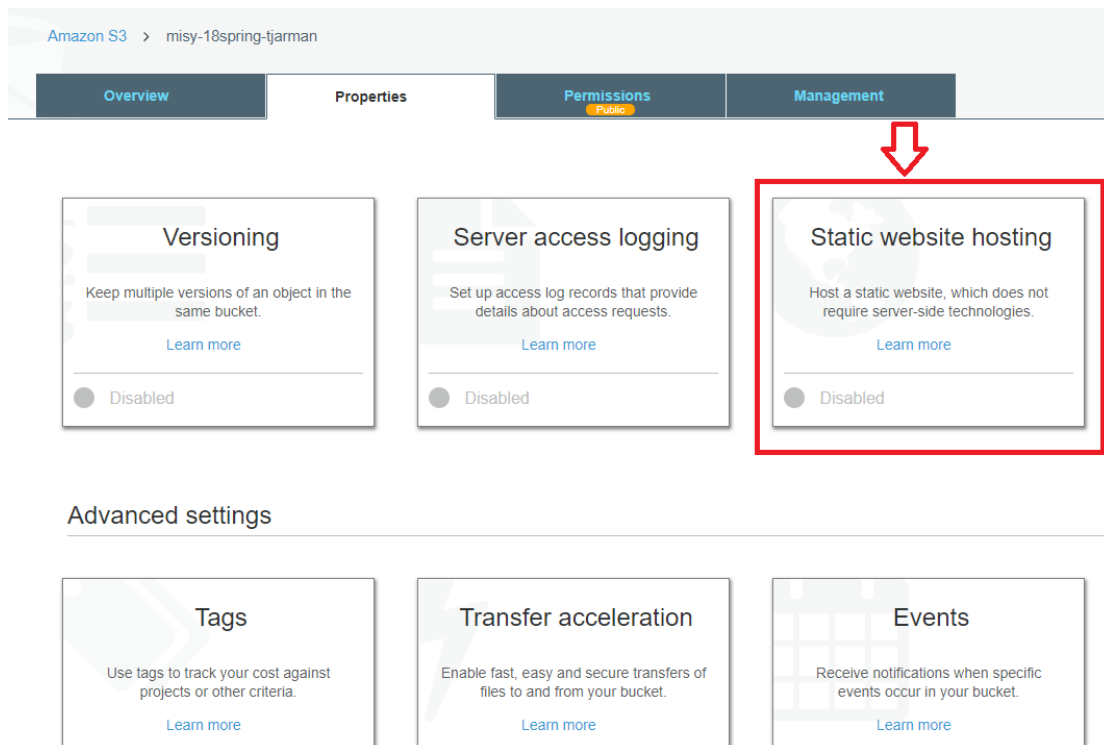 Amazon S3 > misy-18spring-tjarman
Overview Properties Permissions Management
Public
Versioning
Keep multiple versions of an object in the
same bucket.
Learn more
Disabled
Server access logging
Set up access log records that provide
details about access requests.
Learn more
Disabled
Static website hosting
Host a static website, which does not
require server-side technologies.
Learn more
Disabled
Advanced settings
Tags
Use tags to track your cost against
projects or other criteria.
Learn more
Transfer acceleration
Enable fast, easy and secure transfers of
files to and from your bucket.
Learn more
Events
Receive notifications when specific
events occur in your bucket.
Learn more